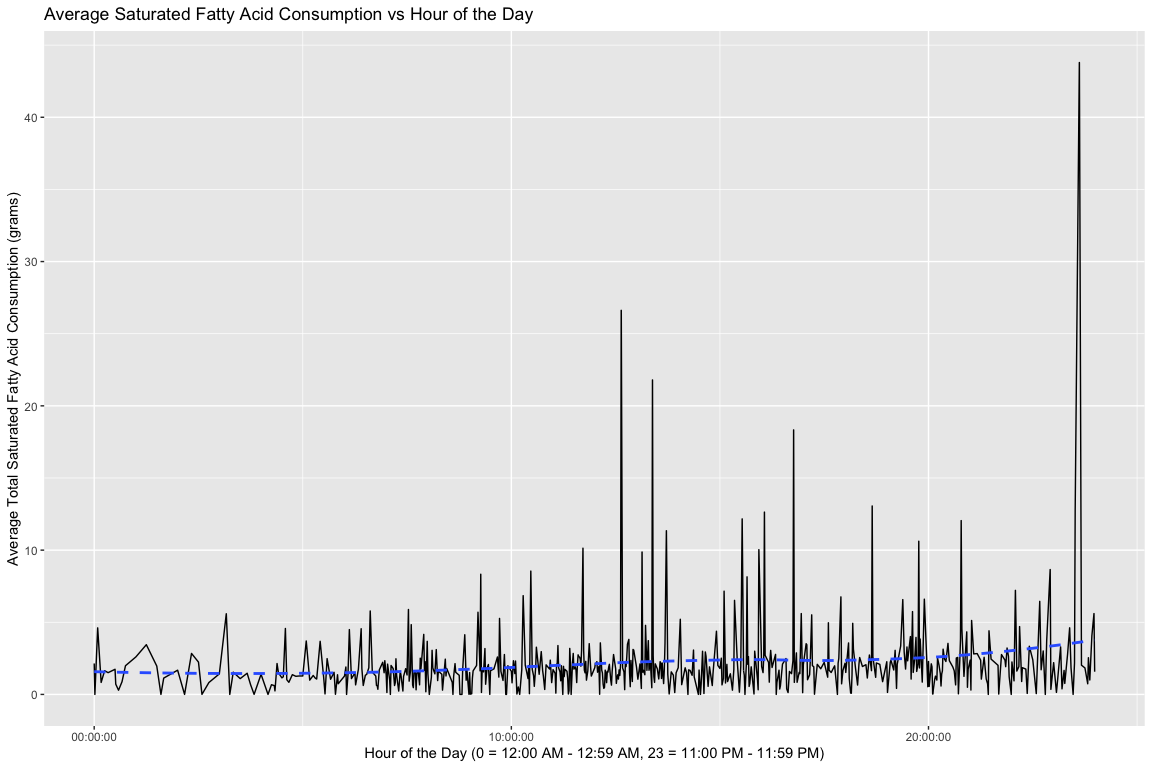 Average Saturated Fatty Acid Consumption vs Hour of the Day
Average Total Saturated Fatty Acid Consumption (grams)
40
30
20
10
0
00:00:00
10:00:00
20:00:00
Hour of the Day (0 = 12:00 AM - 12:59 AM, 23 = 11:00 PM - 11:59 PM)